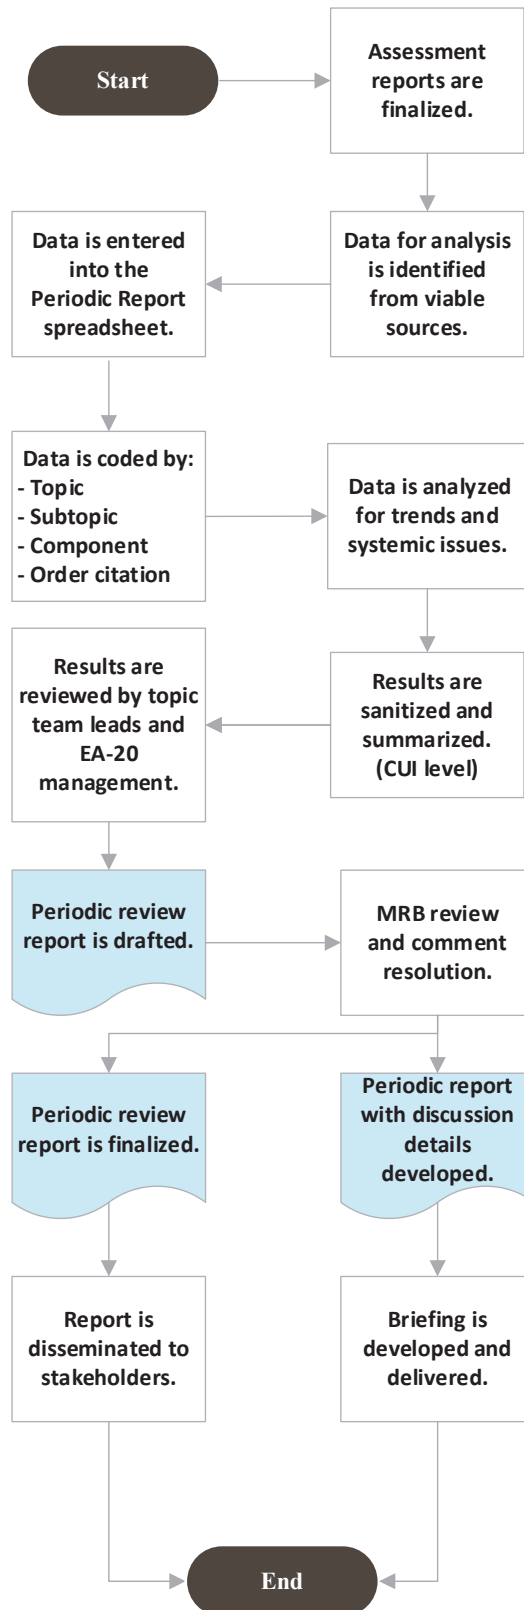 Start
Assessment
reports are
finalized.
Data for analysis
is identified
from viable
sources.
Data is entered
into the
Periodic Report
spreadsheet.
Data is coded by:
- Topic
- Subtopic
- Component
- Order citation
Data is analyzed
for trends and
systemic issues.
Results are
sanitized and
summarized.
(CUI level)
Results are
reviewed by topic
team leads and
EA-20
management.
Periodic review
report is drafted.
MRB review
and comment
resolution.
Periodic review
report is finalized.
Periodic report
with discussion
details
developed.
Report is
disseminated to
stakeholders.
Briefing is
developed and
delivered.
End